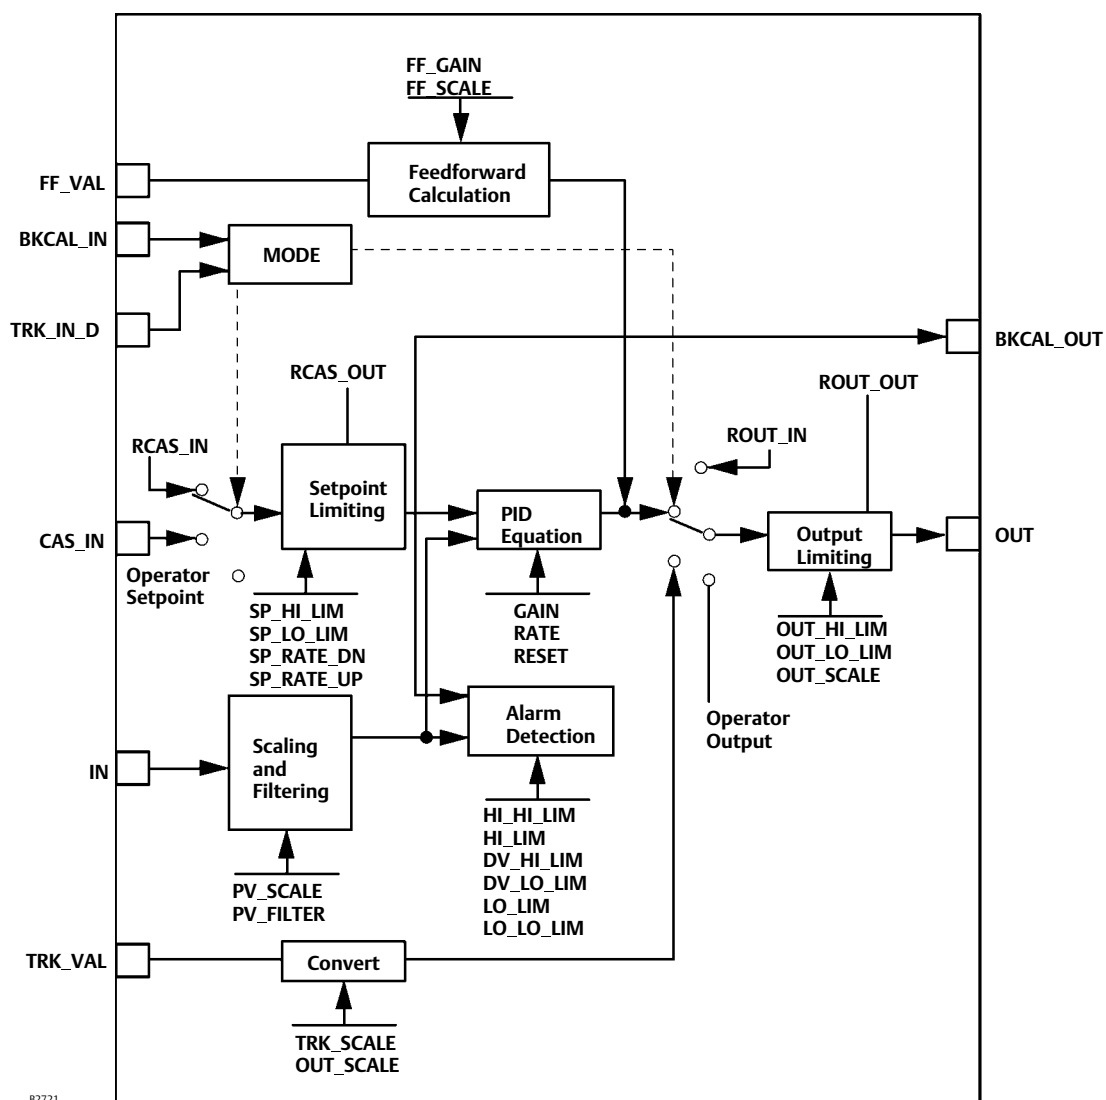 FF_GAIN
FF_SCALE
FF_VAL
Feedforward
Calculation
BKCAL_IN
MODE
TRK_IN_D
BKCAL_OUT
RCAS_OUT
ROUT_OUT
RCAS_IN
ROUT_IN
Setpoint
Limiting
PID
Equation
CAS_IN
Output
Limiting
OUT
Operator
Setpoint
SP_HI_LIM
SP_LO_LIM
SP_RATE_DN
SP_RATE_UP
GAIN
RATE
RESET
OUT_HI_LIM
OUT_LO_LIM
OUT_SCALE
Alarm
Detection
Operator
Output
IN
Scaling
and
Filtering
HI_HI_LIM
HI_LIM
DV_HI_LIM
DV_LO_LIM
LO_LIM
LO_LO_LIM
PV_SCALE
PV_FILTER
TRK_VAL
Convert
TRK_SCALE
OUT_SCALE
B2721